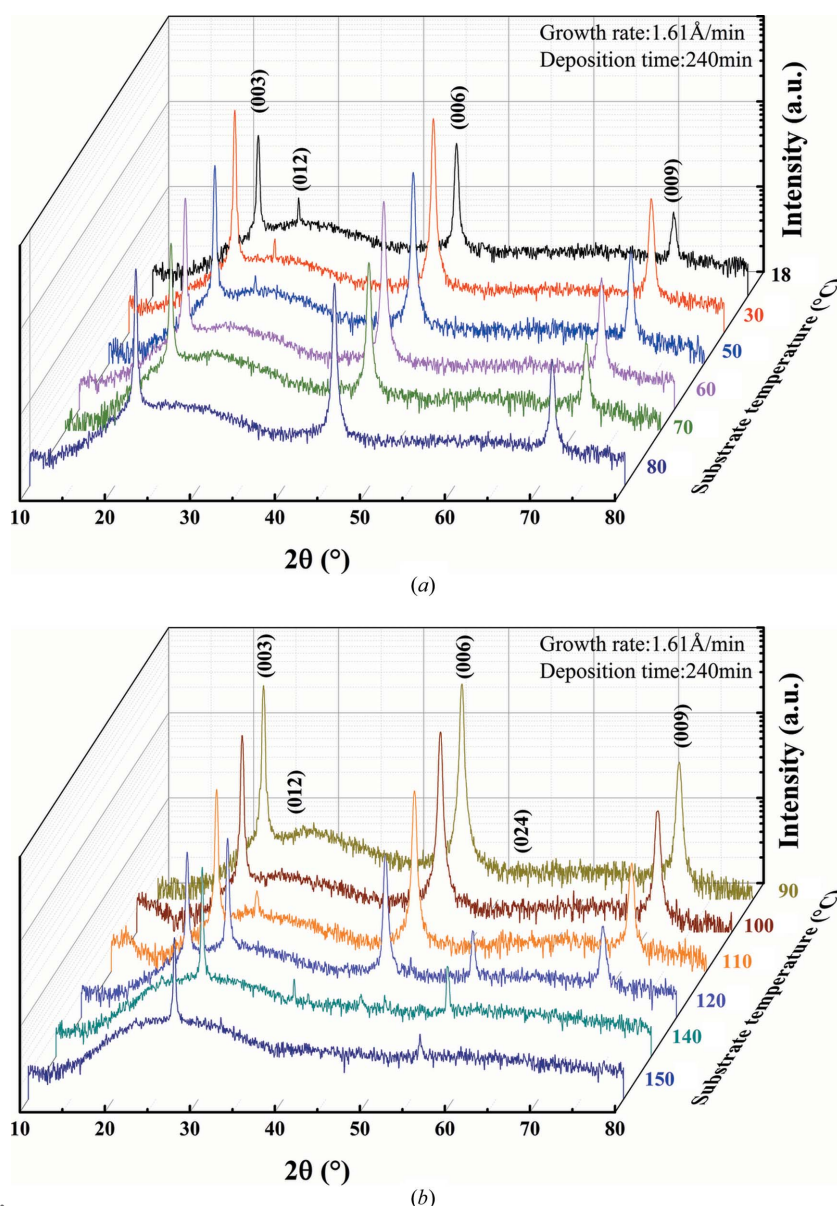 Growth rate:1.61Å/min
Deposition time:240min
(003)
(012)
(006)
(009)
Intensity (a.u.)
18
30
50
60
70
80
Substrate temperature (°C)
10 20 30 40 50 60 70 80
2θ (°)
(a)
Growth rate:1.61Å/min
Deposition time:240min
(003)
(012)
(006)
(024)
(009)
Intensity (a.u.)
90
100
110
120
140
150
Substrate temperature (°C)
10 20 30 40 50 60 70 80
2θ (°)
(b)